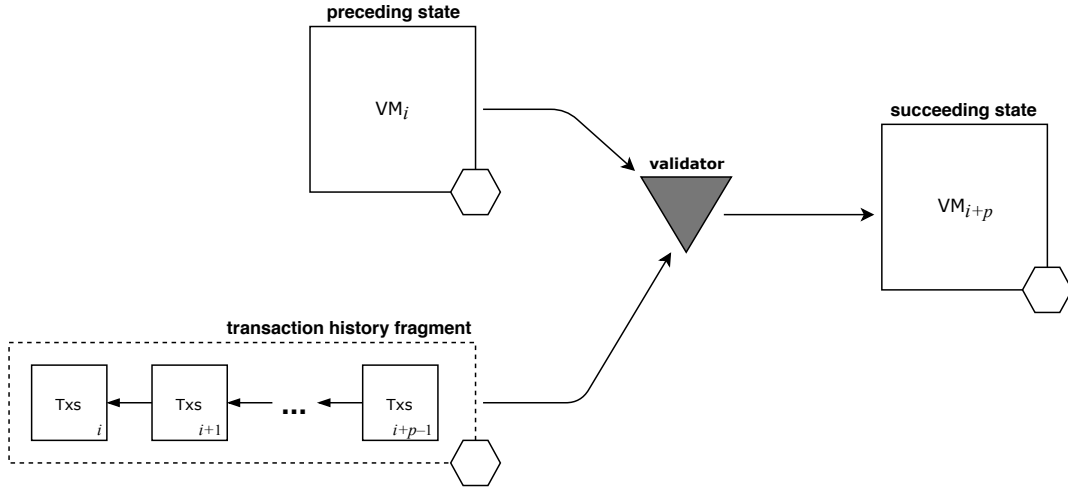 preceding state
VMi
succeeding state
validator
VMi+p
transaction history fragment
Txs Txs ... Txs
i i+1 i+p–1